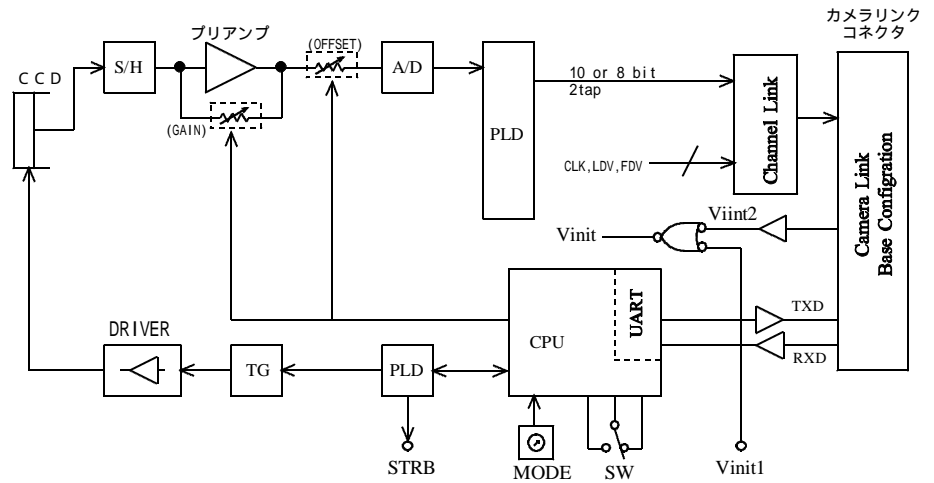 カメラリンク
コネクタ
プリアンプ
(OFFSET)
CCD
S/H
A/D
10 or 8 bit
2tap
(GAIN)
PLD
Channel Link
CLK,LDV,FDV
Camera Link
Base Configration
Viint2
Vinit
UART
TXD
DRIVER
CPU
RXD
TG
PLD
STRB
MODE
SW
Vinit1